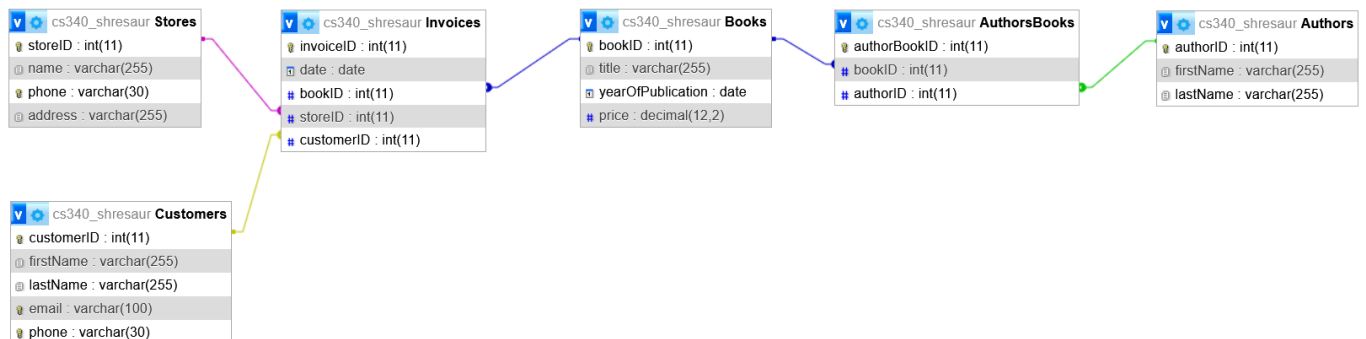 cs340_shresaur Stores
storeID : int(11)
name : varchar(255)
phone : varchar(30)
address : varchar(255)
cs340_shresaur Invoices
invoiceID : int(11)
date : date
bookID : int(11)
storeID : int(11)
customerID : int(11)
cs340_shresaur Books
bookID : int(11)
title : varchar(255)
yearOfPublication : date
price : decimal(12,2)
cs340_shresaur AuthorsBooks
authorBookID : int(11)
bookID : int(11)
authorID : int(11)
cs340_shresaur Authors
authorID : int(11)
firstName : varchar(255)
lastName : varchar(255)
cs340_shresaur Customers
customerID : int(11)
firstName : varchar(255)
lastName : varchar(255)
email : varchar(100)
phone : varchar(30)